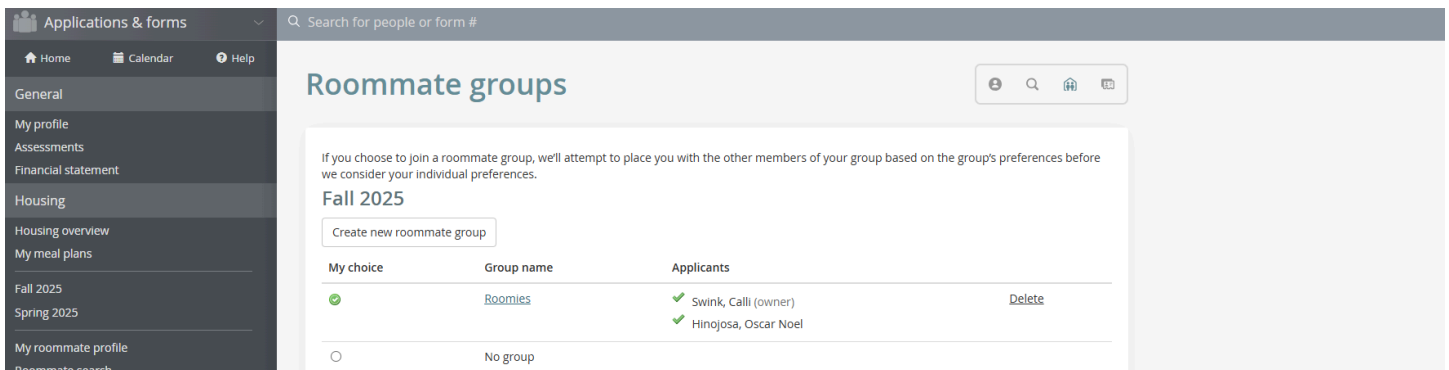 Applications & forms
Search for people or form #
Home Calendar Help
General
My profile
Assessments
Financial statement
Housing
Housing overview
My meal plans
Fall 2025
Spring 2025
My roommate profile
Roommate search
Roommate groups
If you choose to join a roommate group, we'll attempt to place you with the other members of your group based on the group's preferences before
we consider your individual preferences.
Fall 2025
Create new roommate group
My choice Group name Applicants
Roomies Swink, Calli (owner) Delete
Hinojosa, Oscar Noel
No group